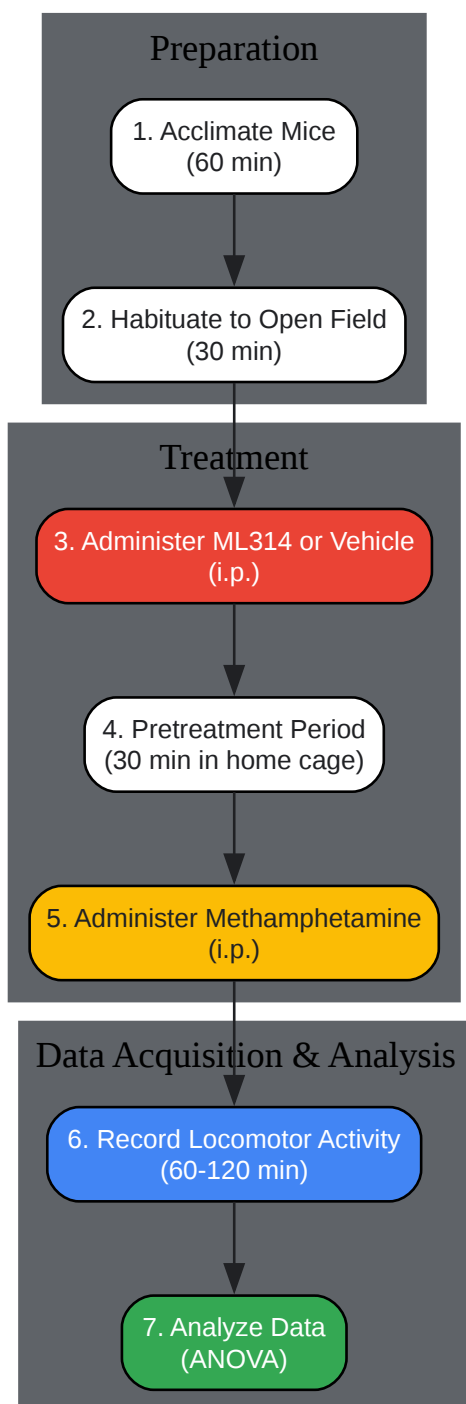 Preparation
1. Acclimate Mice
(60 min)
2. Habituate to Open Field
(30 min)
Treatment
3. Administer ML314 or Vehicle
(i.p.)
4. Pretreatment Period
(30 min in home cage)
5. Administer Methamphetamine
(i.p.)
Data Acquisition & Analysis
6. Record Locomotor Activity
(60-120 min)
7. Analyze Data
(ANOVA)